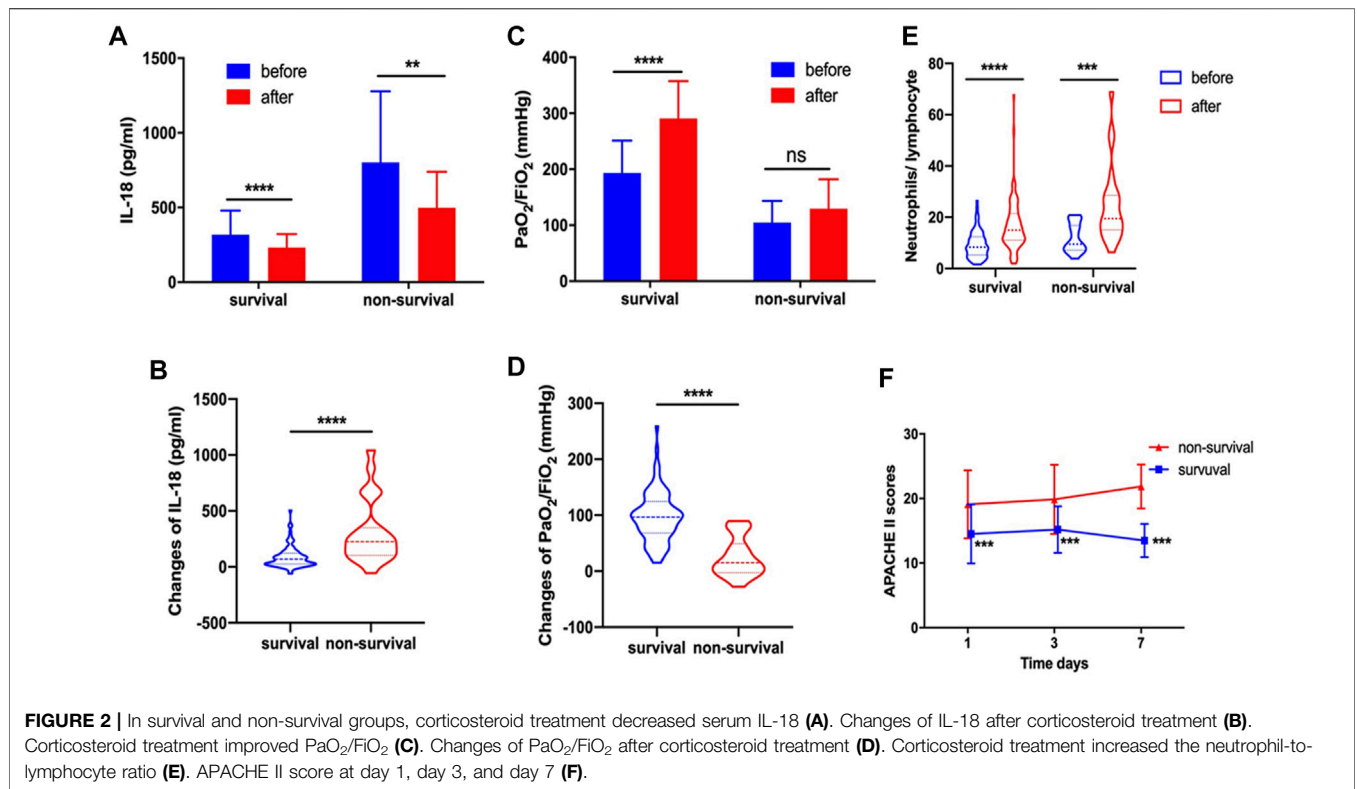 A
1500
1000
500
0
IL-18 (pg/ml)
before
after
****
**
survival
non-survival
C
400
300
200
100
0
PaO₂/FiO₂ (mmHg)
before
after
****
ns
survival
non-survival
E
80
60
40
20
0
Neutrophils/ lymphocyte
before
after
****
***
survival
non-survival
B
1500
1000
500
0
-500
Changes of IL-18 (pg/ml)
****
survival non-survival
D
300
200
100
0
-100
Changes of PaO₂/FiO₂ (mmHg)
****
survival non-survival
F
30
20
10
0
APACHE II scores
non-survival
survuval
***
***
***
1 3 7
Time days
FIGURE 2 | In survival and non-survival groups, corticosteroid treatment decreased serum IL-18 (A). Changes of IL-18 after corticosteroid treatment (B).
Corticosteroid treatment improved PaO₂/FiO₂ (C). Changes of PaO₂/FiO₂ after corticosteroid treatment (D). Corticosteroid treatment increased the neutrophil-to-
lymphocyte ratio (E). APACHE II score at day 1, day 3, and day 7 (F).